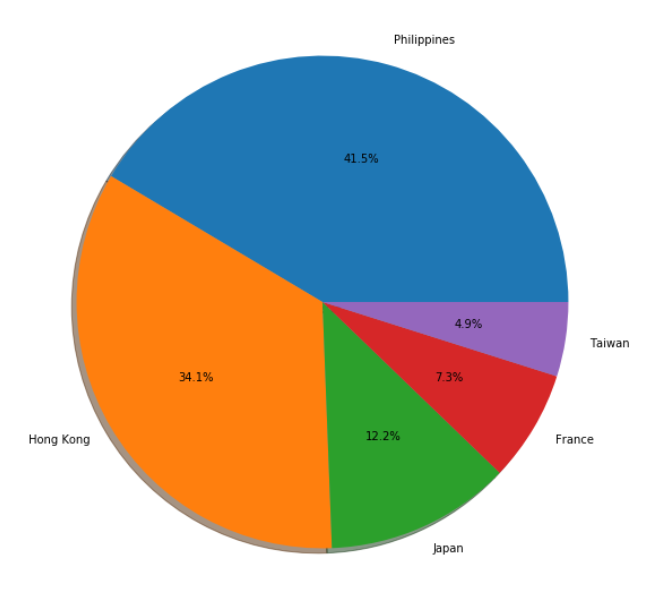 Philippines
41.5%
4.9%
Taiwan
34.1%
7.3%
12.2%
Hong Kong
France
Japan